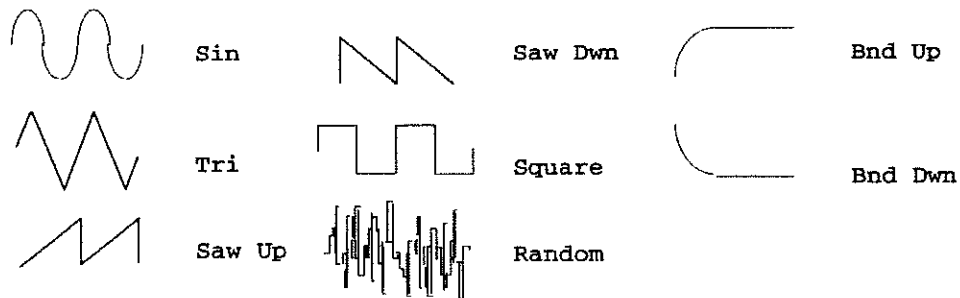 Sin
Saw Dwn
Bnd Up
Tri
Square
Bnd Dwn
Saw Up
Random